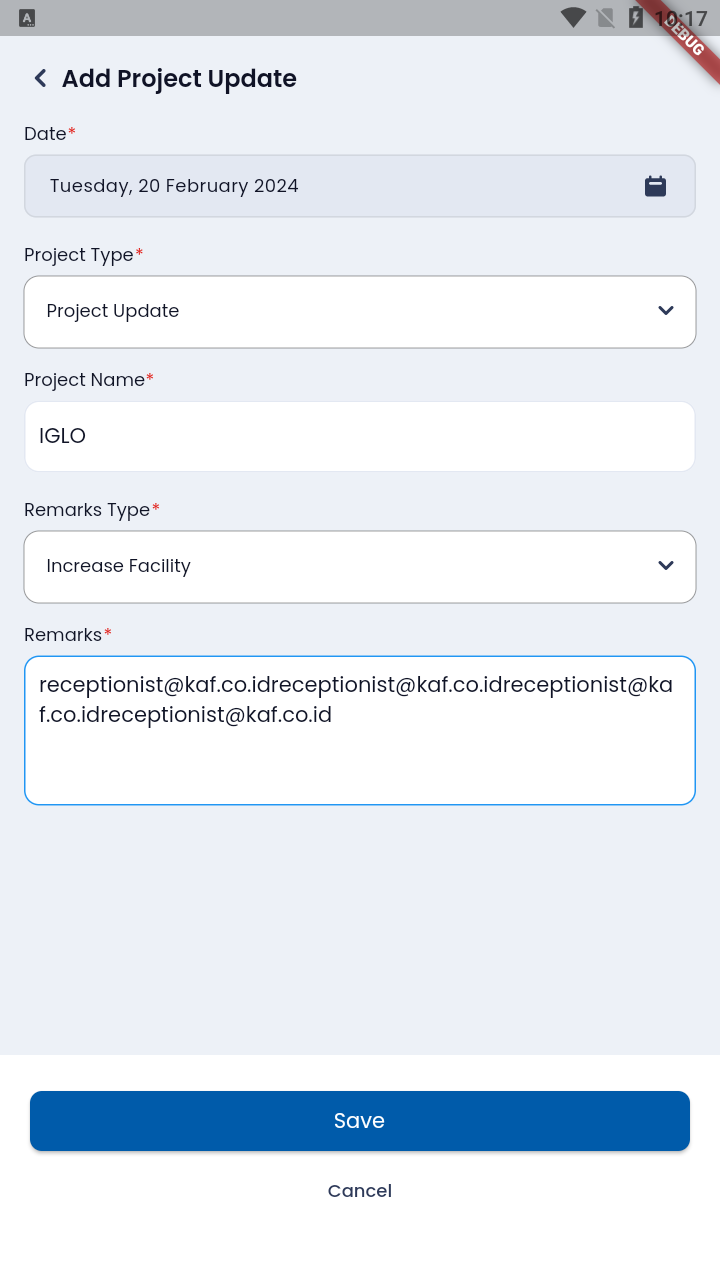 10:17
DEBUG
Add Project Update
Date*
Tuesday, 20 February 2024
Project Type*
Project Update
Project Name*
IGLO
Remarks Type*
Increase Facility
Remarks*
receptionist@kaf.co.idreceptionist@kaf.co.idreceptionist@ka
f.co.idreceptionist@kaf.co.id
Save
Cancel